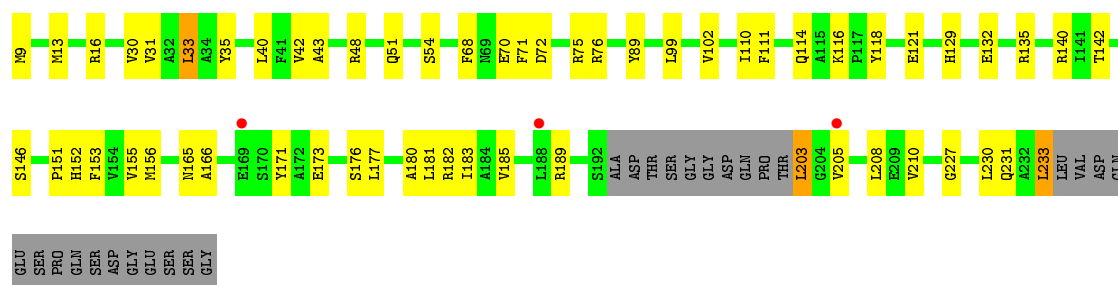 M9 M13 R16 V30 V31 A32 L33 A34 Y35 L40 F41 V42 A43 R48 Q51 S54 F68 N69 E70 F71 D72 R75 R76 Y89 L99 V102 I110 F111 Q114 A115 K116 P117 Y118 E121 H129 E132 R135 R140 I141 T142
S146 P151 H152 F153 V154 V155 M156 N165 A166 E169 S170 Y171 A172 E173 S176 L177 A180 L181 R182 I183 A184 V185 L188 R189 S192 ALA ASP THR SER GLY GLY ASP GLN PRO THR L203 G204 V205 L208 E209 V210 G227 L230 Q231 A232 L233 LEU VAL ASP GLN
GLU SER PRO GLN SER ASP GLY GLU SER SER GLY